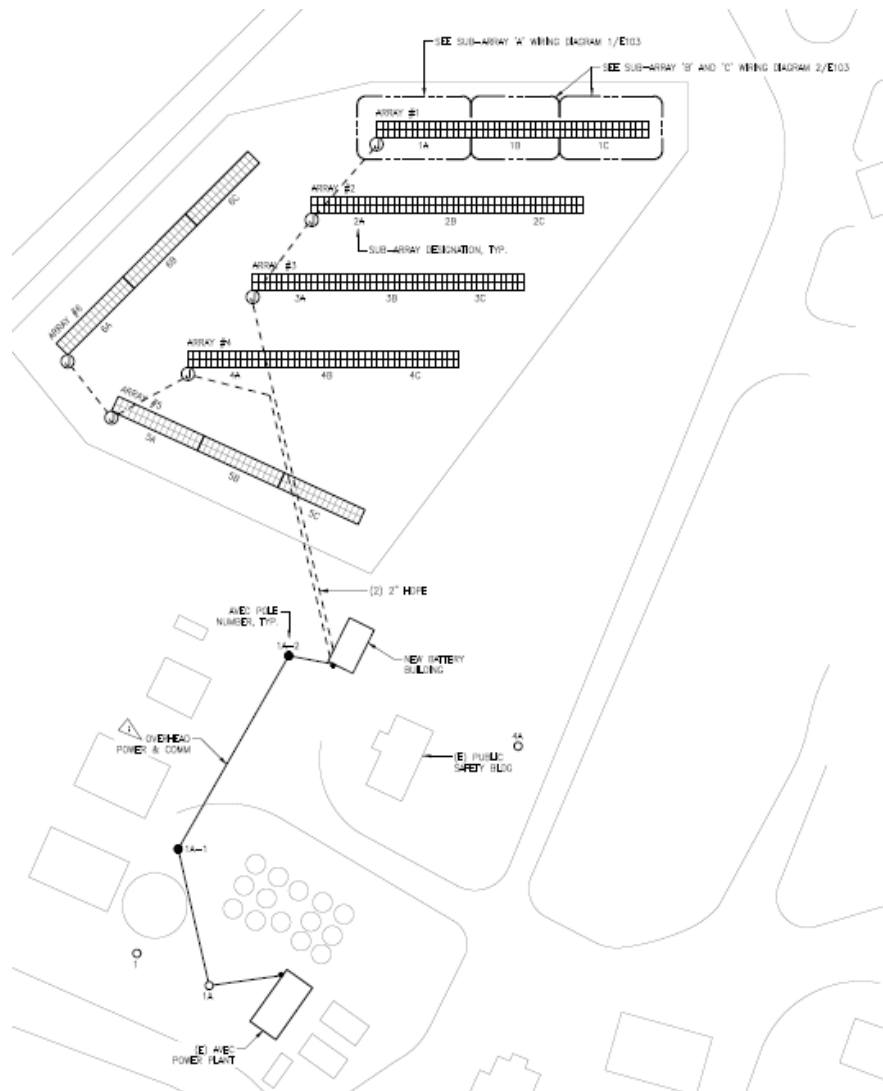 SEE SUB-ARRAY 'A' WIRING DIAGRAM 1/E103
SEE SUB-ARRAY 'B' AND 'C' WIRING DIAGRAM 2/E103
ARRAY #1
J
1A
1B
1C
ARRAY #2
J
2A
2B
2C
SUB-ARRAY DESIGNATION, TYP.
ARRAY #3
J
3A
3B
3C
ARRAY #6
J
6A
6B
6C
ARRAY #4
J
4A
4B
4C
ARRAY #5
J
5A
5B
5C
(2) 2" HDPE
AVEC POLE
NUMBER, TYP.
1A-2
NEW BATTERY
BUILDING
1
OVERHEAD
POWER & COMM
4A
(E) PUBLIC
SAFETY BLDG
1A-1
1
1A
(E) AVEC
POWER PLANT